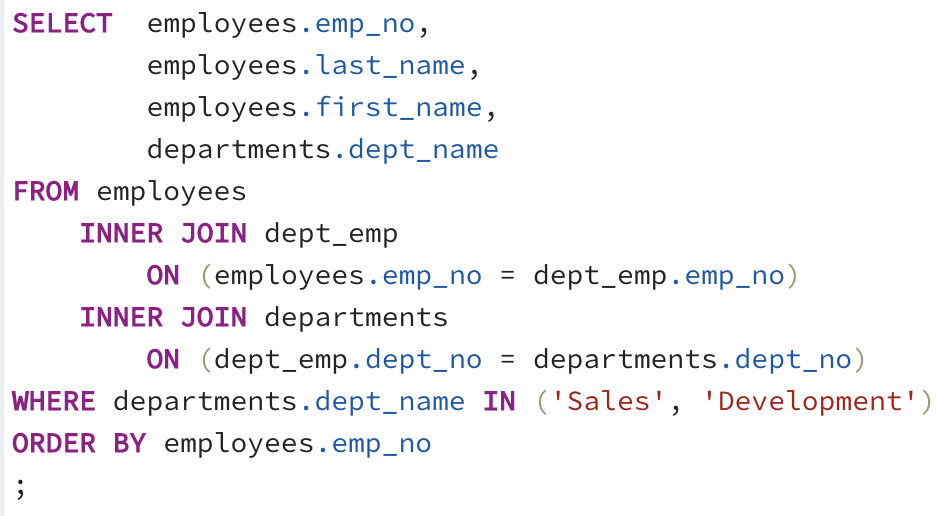 SELECT  employees.emp_no,
        employees.last_name,
        employees.first_name,
        departments.dept_name
FROM employees
    INNER JOIN dept_emp
        ON (employees.emp_no = dept_emp.emp_no)
    INNER JOIN departments
        ON (dept_emp.dept_no = departments.dept_no)
WHERE departments.dept_name IN ('Sales', 'Development')
ORDER BY employees.emp_no
;